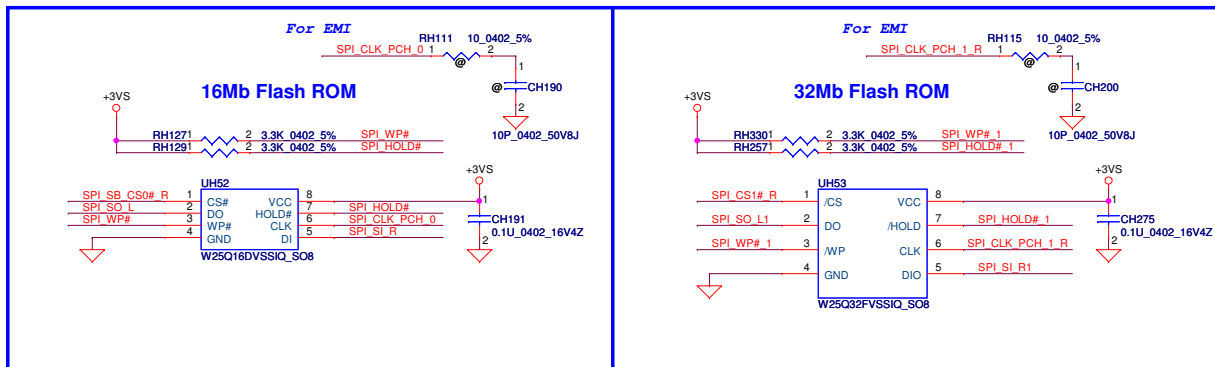 For EMI
RH111 10_0402_5%
SPI_CLK_PCH_0 1 2
@
1
@ CH190
2
10P_0402_50V8J
16Mb Flash ROM
+3VS
RH127 1 2 3.3K_0402_5% SPI_WP#
RH129 1 2 3.3K_0402_5% SPI_HOLD#
+3VS
UH52
SPI_SB_CS0#_R 1 CS# VCC 8
SPI_SO_L 2 DO HOLD# 7 SPI_HOLD#
SPI_WP# 3 WP# CLK 6 SPI_CLK_PCH_0
4 GND DI 5 SPI_SI_R
W25Q16DVSSIQ_SO8
1
CH191
0.1U_0402_16V4Z
2
For EMI
RH115 10_0402_5%
SPI_CLK_PCH_1_R 1 2
@
1
@ CH200
2
10P_0402_50V8J
32Mb Flash ROM
+3VS
RH330 1 2 3.3K_0402_5% SPI_WP#_1
RH257 1 2 3.3K_0402_5% SPI_HOLD#_1
+3VS
UH53
SPI_CS1#_R 1 /CS VCC 8
SPI_SO_L1 2 DO /HOLD 7 SPI_HOLD#_1
SPI_WP#_1 3 /WP CLK 6 SPI_CLK_PCH_1_R
4 GND DIO 5 SPI_SI_R1
W25Q32FVSSIQ_SO8
1
CH275
0.1U_0402_16V4Z
2